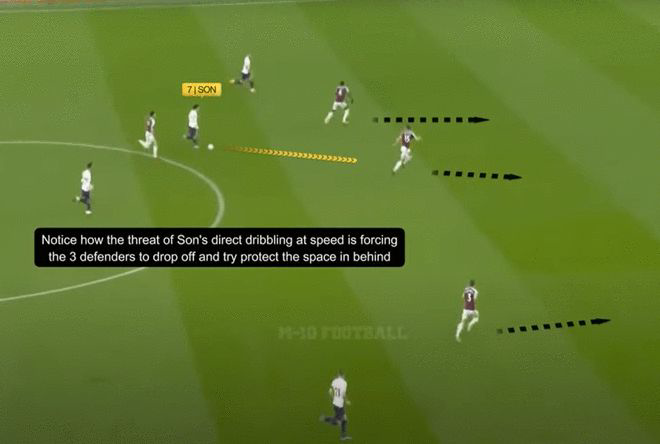 7 | SON
Notice how the threat of Son's direct dribbling at speed is forcing
the 3 defenders to drop off and try protect the space in behind
M-10 FOOTBALL